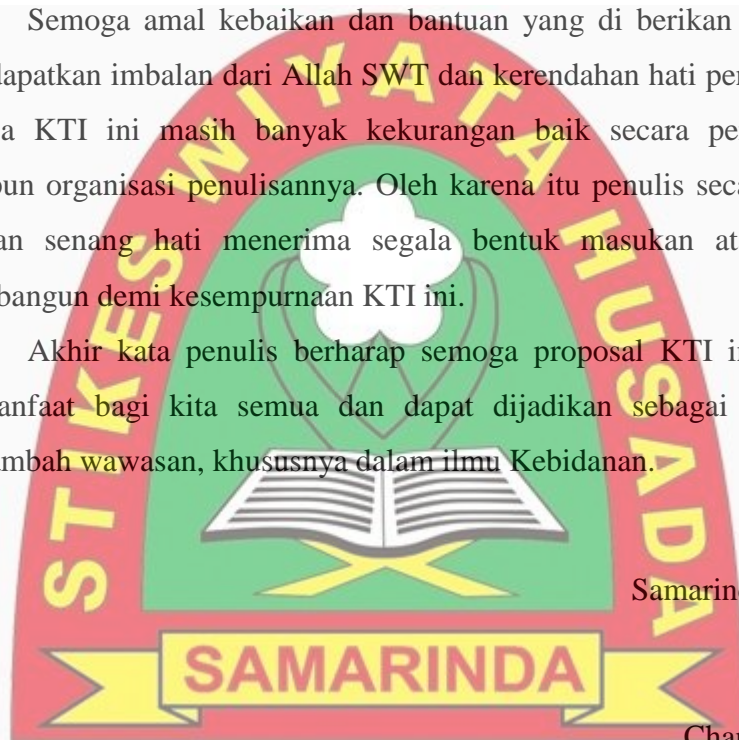 Semoga amal kebaikan dan bantuan yang di berikan
dapatkan imbalan dari Allah SWT dan kerendahan hati
a KTI ini masih banyak kekurangan baik secara pe
pun organisasi penulisannya. Oleh karena itu penulis seca
an senang hati menerima segala bentuk masukan at
bangun demi kesempurnaan KTI ini.
Akhir kata penulis berharap semoga proposal KTI i
anfaat bagi kita semua dan dapat dijadikan sebagai
mbah wawasan, khususnya dalam ilmu Kebidanan.
Samarin
Cha
STIKES WIYATA HUSADA
SAMARINDA